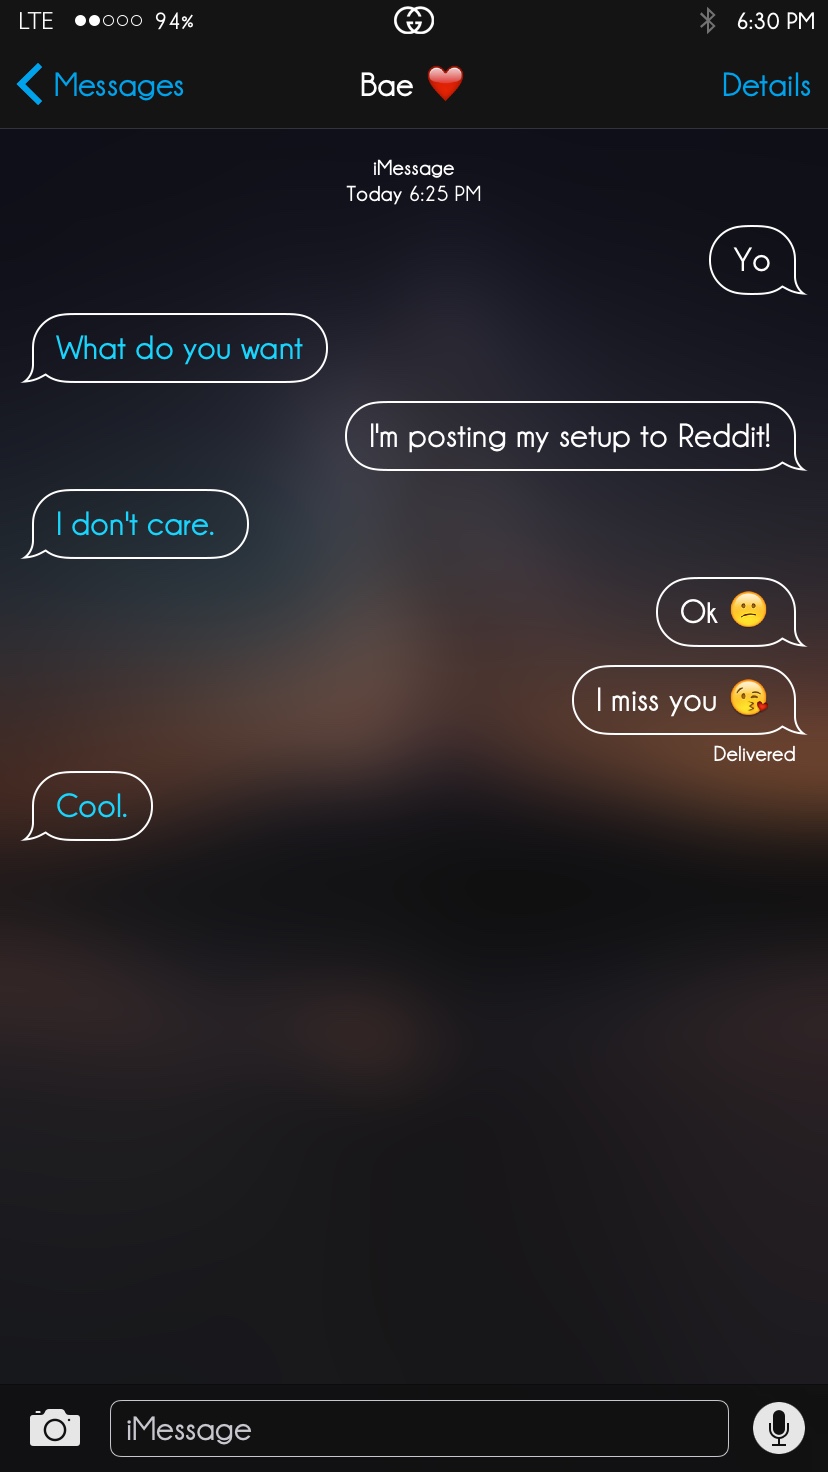 LTE 94% 6:30 PM
Messages Bae ❤️ Details
iMessage
Today 6:25 PM
Yo
What do you want
I'm posting my setup to Reddit!
I don't care.
Ok 😕
I miss you 😘
Delivered
Cool.
iMessage